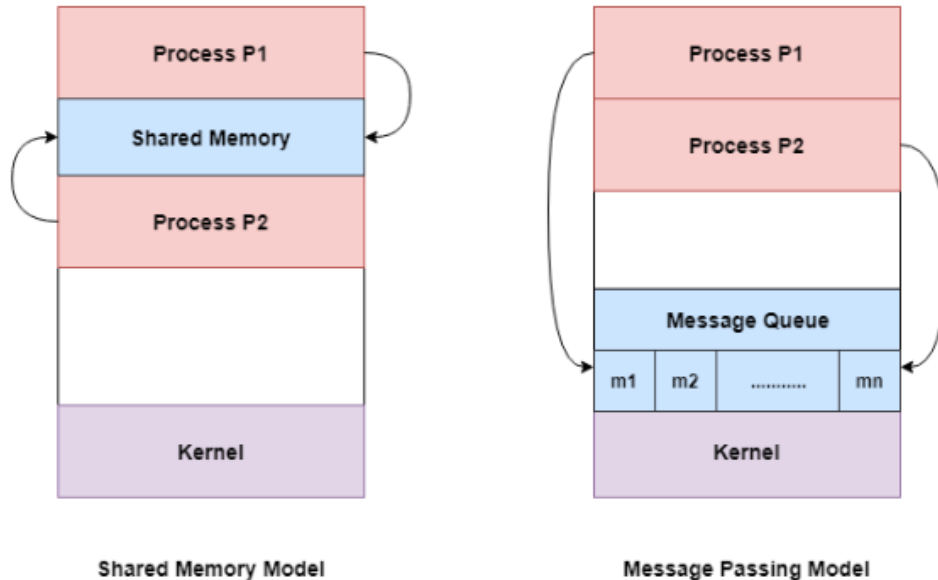 Process P1
Shared Memory
Process P2
Kernel
Shared Memory Model
Process P1
Process P2
Message Queue
m1 m2 ........... mn
Kernel
Message Passing Model